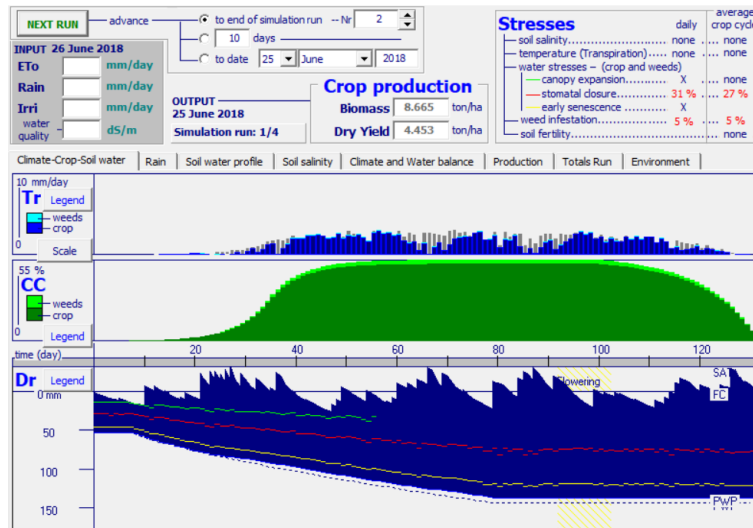 NEXT RUN
advance
to end of simulation run -- Nr 2
10 days
to date 25 June 2018
INPUT 26 June 2018
ETo mm/day
Rain mm/day
Irri mm/day
water quality dS/m
OUTPUT
25 June 2018
Simulation run: 1/4
Crop production
Biomass 8.665 ton/ha
Dry Yield 4.453 ton/ha
Stresses daily average crop cycle
soil salinity........................ none .... none
temperature (Transpiration)..... none .... none
water stresses – (crop and weeds)
canopy expansion............... X .... none
stomatal closure................. 31 % .... 27 %
early senescence ............. X
weed infestation..................... 5 % .... 5 %
soil fertility............................................ none
Climate-Crop-Soil water Rain Soil water profile Soil salinity Climate and Water balance Production Totals Run Environment
10 mm/day
Tr Legend
weeds
crop
0
Scale
55 %
CC
weeds
crop
0
Legend
time (day) 20 40 60 80 100 120
Dr Legend
0 mm
50
100
150
Flowering
SAT
FC
PWP